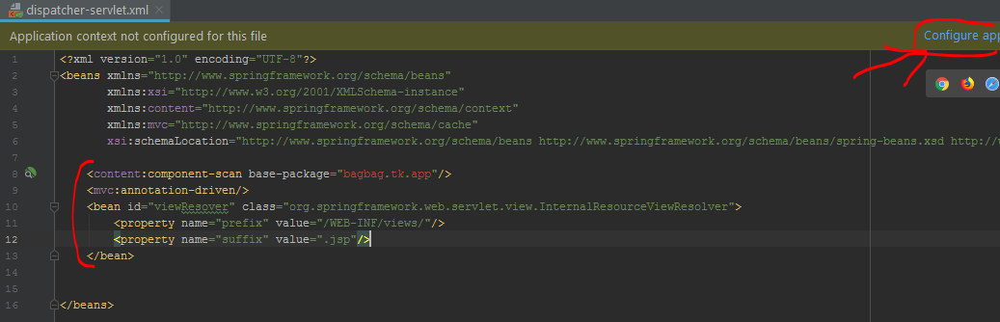 dispatcher-servlet.xml
Application context not configured for this file Configure app
1 <?xml version="1.0" encoding="UTF-8"?>
2 <beans xmlns="http://www.springframework.org/schema/beans"
3 xmlns:xsi="http://www.w3.org/2001/XMLSchema-instance"
4 xmlns:content="http://www.springframework.org/schema/context"
5 xmlns:mvc="http://www.springframework.org/schema/cache"
6 xsi:schemaLocation="http://www.springframework.org/schema/beans http://www.springframework.org/schema/beans/spring-beans.xsd http://w
7
8 <content:component-scan base-package="bagbag.tk.app"/>
9 <mvc:annotation-driven/>
10 <bean id="viewResover" class="org.springframework.web.servlet.view.InternalResourceViewResolver">
11 <property name="prefix" value="/WEB-INF/views/"/>
12 <property name="suffix" value=".jsp"/>
13 </bean>
14
15
16 </beans>